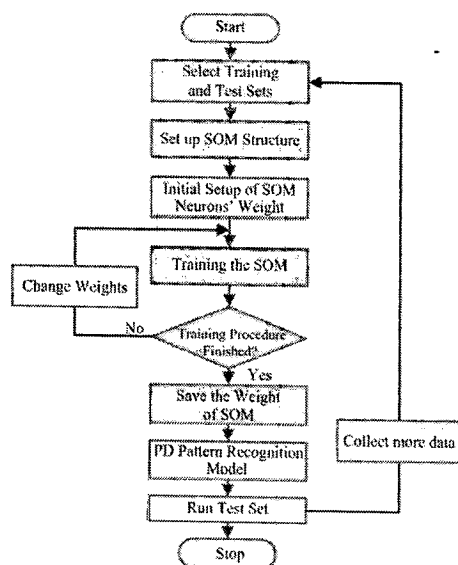 Start
Select Training
and Test Sets
Set up SOM Structure
Initial Setup of SOM
Neurons' Weight
Training the SOM
Change Weights
No
Training Procedure
Finished?
Yes
Save the Weight
of SOM
PD Pattern Recognition
Model
Collect more data
Run Test Set
Stop